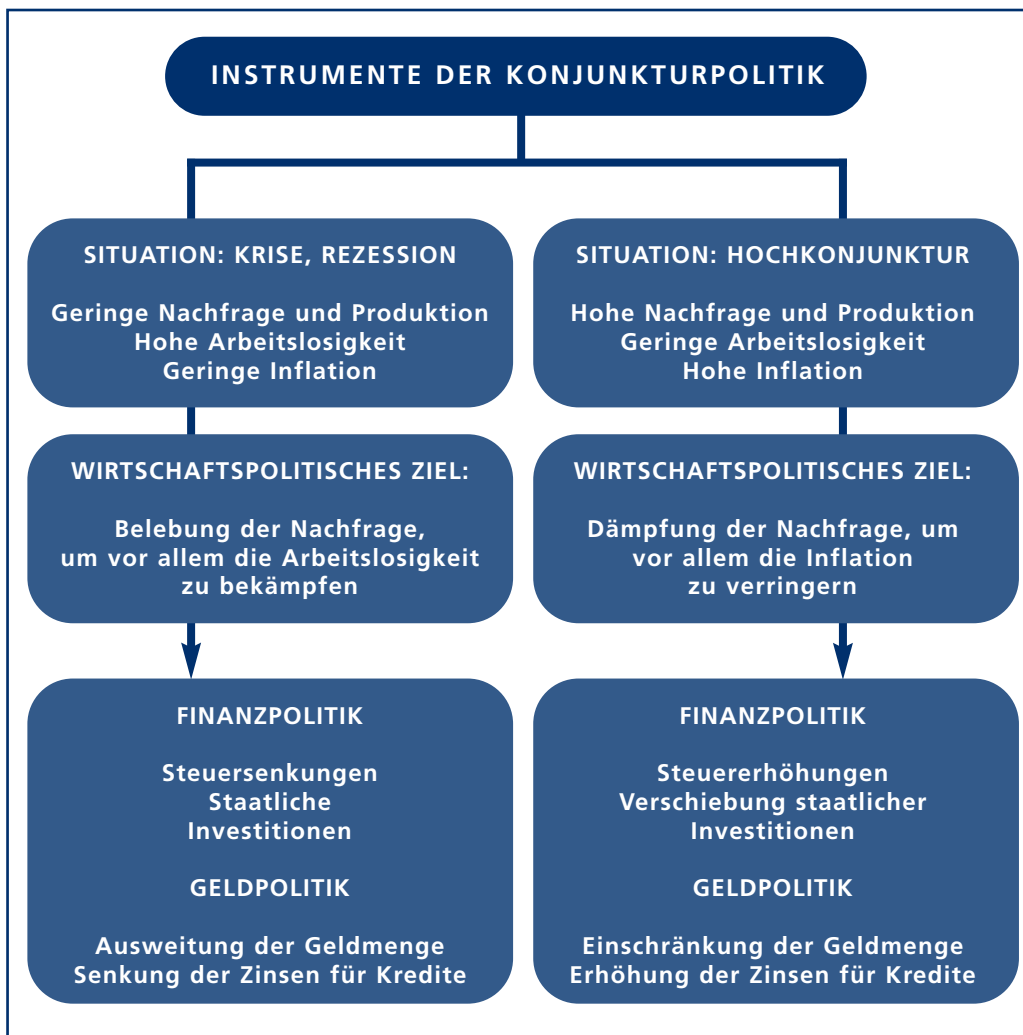 INSTRUMENTE DER KONJUNKTURPOLITIK
SITUATION: KRISE, REZESSION
Geringe Nachfrage und Produktion
Hohe Arbeitslosigkeit
Geringe Inflation
WIRTSCHAFTSPOLITISCHES ZIEL:
Belebung der Nachfrage,
um vor allem die Arbeitslosigkeit
zu bekämpfen
FINANZPOLITIK
Steuersenkungen
Staatliche
Investitionen
GELDPOLITIK
Ausweitung der Geldmenge
Senkung der Zinsen für Kredite
SITUATION: HOCHKONJUNKTUR
Hohe Nachfrage und Produktion
Geringe Arbeitslosigkeit
Hohe Inflation
WIRTSCHAFTSPOLITISCHES ZIEL:
Dämpfung der Nachfrage, um
vor allem die Inflation
zu verringern
FINANZPOLITIK
Steuererhöhungen
Verschiebung staatlicher
Investitionen
GELDPOLITIK
Einschränkung der Geldmenge
Erhöhung der Zinsen für Kredite